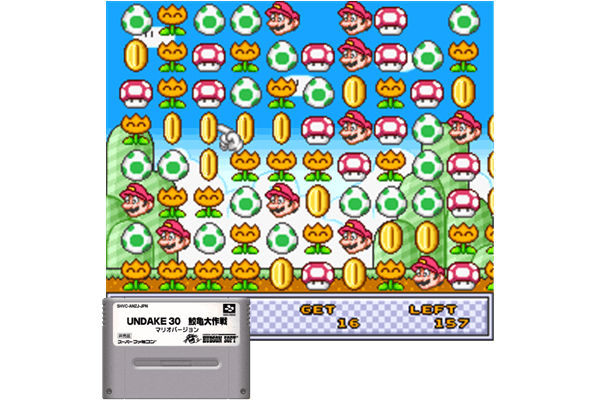 GET
LEFT
16
157
SHVC-ANEJ-JPN
UNDAKE 30 鮫亀大作戦
マリオバージョン
スーパーファミコン
HUDSON SOFT